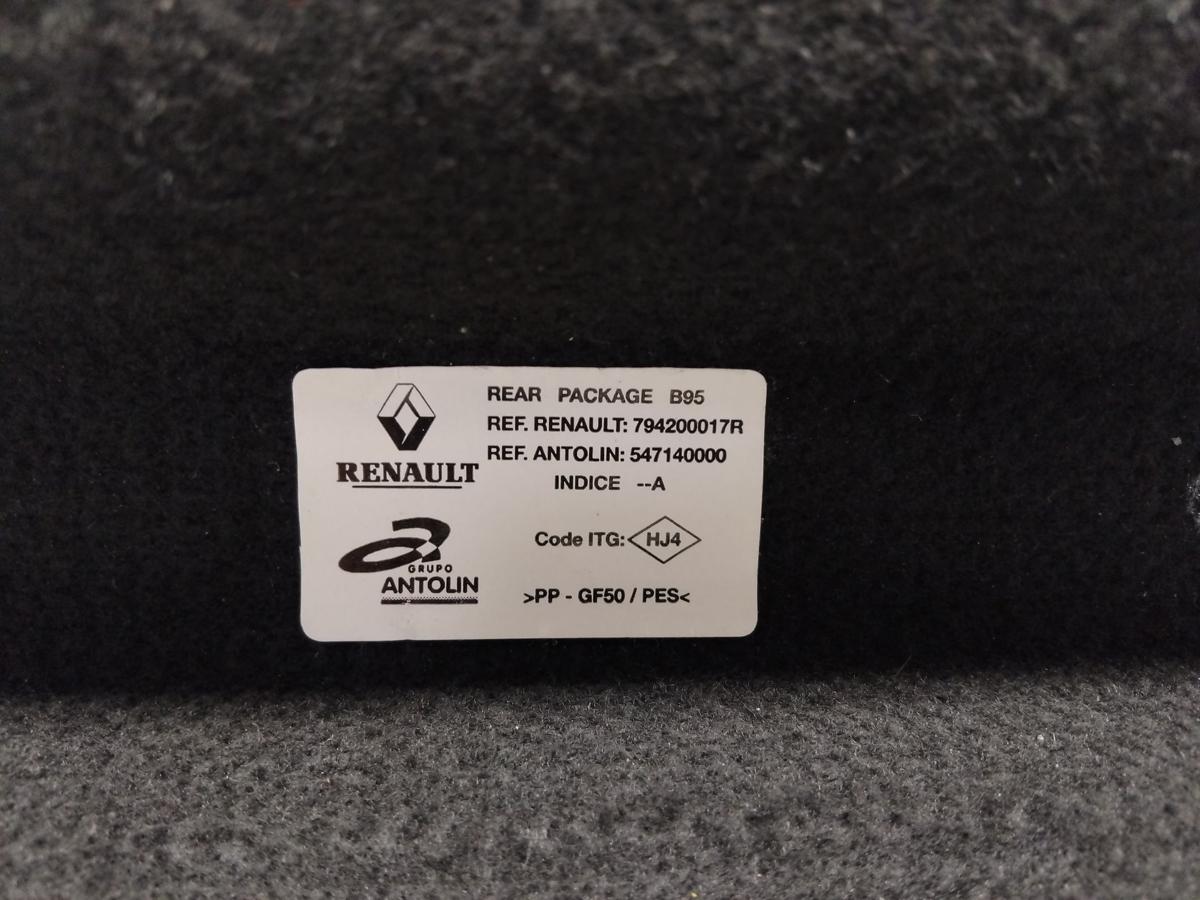 REAR PACKAGE B95
REF. RENAULT: 794200017R
REF. ANTOLIN: 547140000
INDICE --A
RENAULT
Code ITG: HJ4
GRUPO
ANTOLIN
>PP - GF50 / PES<